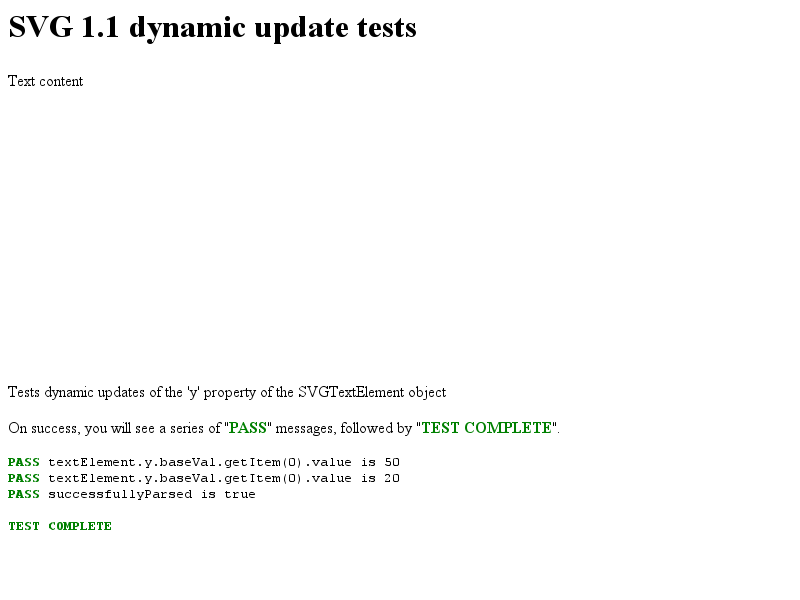 SVG 1.1 dynamic update tests
Text content
Tests dynamic updates of the 'y' property of the SVGTextElement object
On success, you will see a series of "PASS" messages, followed by "TEST COMPLETE".
PASS textElement.y.baseVal.getItem(0).value is 50
PASS textElement.y.baseVal.getItem(0).value is 20
PASS successfullyParsed is true
TEST COMPLETE